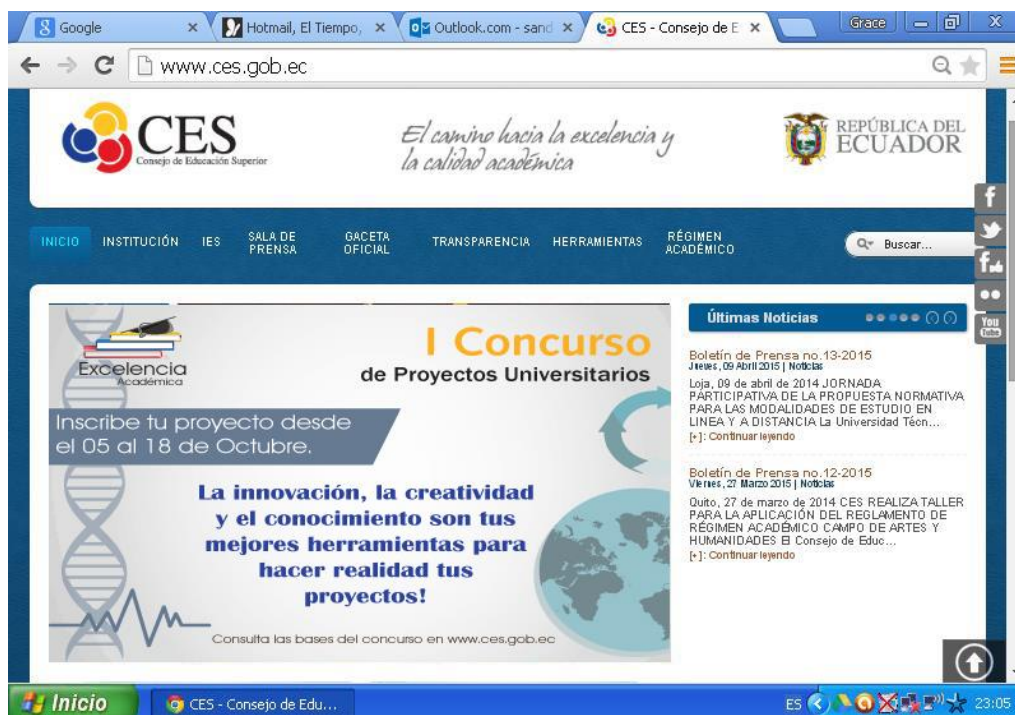 Google
Hotmail, El Tiempo,
Outlook.com - sand
CES - Consejo de E
Grace
www.ces.gob.ec
CES
Consejo de Educación Superior
El camino hacia la excelencia y
la calidad académica
REPÚBLICA DEL
ECUADOR
INICIO
INSTITUCIÓN
IES
SALA DE
PRENSA
GACETA
OFICIAL
TRANSPARENCIA
HERRAMIENTAS
RÉGIMEN
ACADÉMICO
Buscar...
Excelencia
Académica
I Concurso
de Proyectos Universitarios
Inscribe tu proyecto desde
el 05 al 18 de Octubre.
La innovación, la creatividad
y el conocimiento son tus
mejores herramientas para
hacer realidad tus
proyectos!
Consulta las bases del concurso en www.ces.gob.ec
Últimas Noticias
Boletín de Prensa no.13-2015
Jueves, 09 Abril 2015 | Noticias
Loja, 09 de abril de 2014 JORNADA
PARTICIPATIVA DE LA PROPUESTA NORMATIVA
PARA LAS MODALIDADES DE ESTUDIO EN
LINEA Y A DISTANCIA La Universidad Técn...
[+]: Continuar leyendo
Boletín de Prensa no.12-2015
Viernes, 27 Marzo 2015 | Noticias
Quito, 27 de marzo de 2014 CES REALIZA TALLER
PARA LA APLICACIÓN DEL REGLAMENTO DE
RÉGIMEN ACADÉMICO CAMPO DE ARTES Y
HUMANIDADES El Consejo de Educ...
[+]: Continuar leyendo
You
Tube
Inicio
CES - Consejo de Edu...
ES
23:05